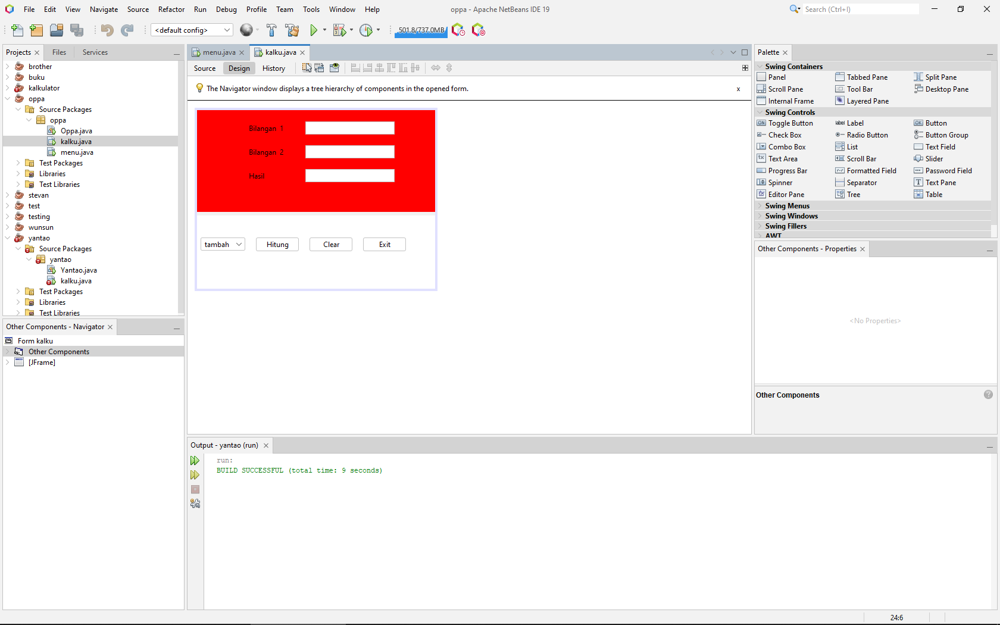 File Edit View Navigate Source Refactor Run Debug Profile Team Tools Window Help
oppa - Apache NetBeans IDE 19
Search (Ctrl+I)
<default config>
501.8/737.0MB
Projects
Files
Services
brother
buku
kalkulator
oppa
Source Packages
oppa
Oppa.java
kalku.java
menu.java
Test Packages
Libraries
Test Libraries
stevan
test
testing
wunsun
yantao
Source Packages
yantao
Yantao.java
kalku.java
Test Packages
Libraries
Test Libraries
Other Components - Navigator
Form kalku
Other Components
[JFrame]
menu.java
kalku.java
Source Design History
The Navigator window displays a tree hierarchy of components in the opened form.
x
Bilangan 1
Bilangan 2
Hasil
tambah Hitung Clear Exit
Palette
Swing Containers
Panel Tabbed Pane Split Pane
Scroll Pane Tool Bar Desktop Pane
Internal Frame Layered Pane
Swing Controls
Toggle Button label Label OK Button
Check Box Radio Button Button Group
Combo Box List Text Field
Text Area Scroll Bar Slider
Progress Bar Formatted Field Password Field
Spinner Separator Text Pane
Editor Pane Tree Table
Swing Menus
Swing Windows
Swing Fillers
AWT
Other Components - Properties
<No Properties>
Other Components
Output - yantao (run)
run:
BUILD SUCCESSFUL (total time: 9 seconds)
24:6